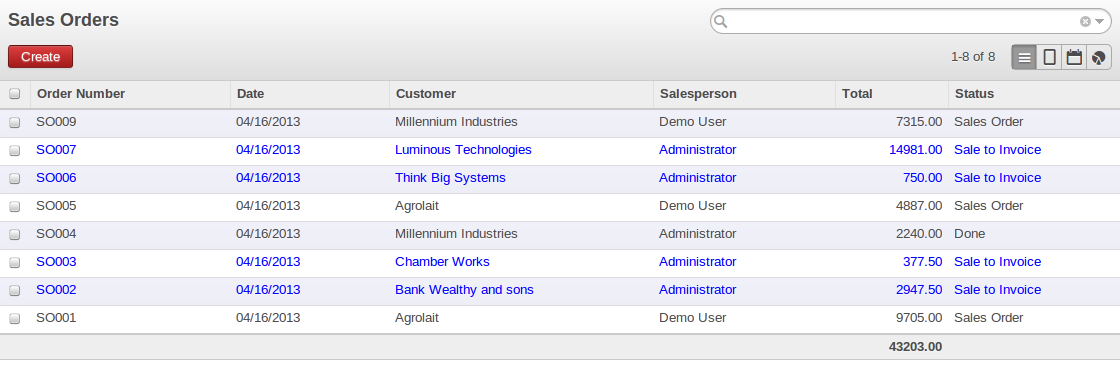 Sales Orders
Create
1-8 of 8
Order Number Date Customer Salesperson Total Status
SO009 04/16/2013 Millennium Industries Demo User 7315.00 Sales Order
SO007 04/16/2013 Luminous Technologies Administrator 14981.00 Sale to Invoice
SO006 04/16/2013 Think Big Systems Administrator 750.00 Sale to Invoice
SO005 04/16/2013 Agrolait Demo User 4887.00 Sales Order
SO004 04/16/2013 Millennium Industries Administrator 2240.00 Done
SO003 04/16/2013 Chamber Works Administrator 377.50 Sale to Invoice
SO002 04/16/2013 Bank Wealthy and sons Administrator 2947.50 Sale to Invoice
SO001 04/16/2013 Agrolait Demo User 9705.00 Sales Order
43203.00